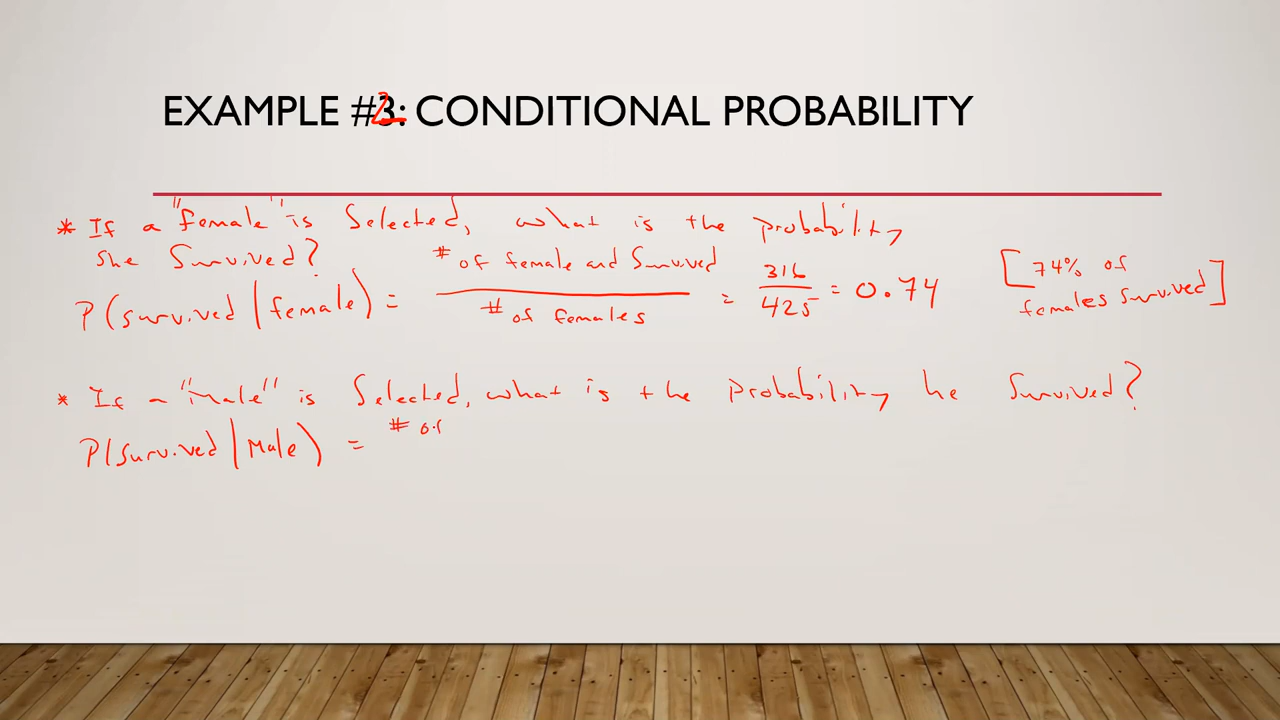 EXAMPLE #2: CONDITIONAL PROBABILITY
* If a "female" is Selected, what is the probability
she Survived?
P(survived | female) = # of female and Survived / # of females = 316/425 = 0.74 [74% of females survived]
* If a "Male" is Selected, what is the Probability he Survived?
P(Survived | Male) = # of